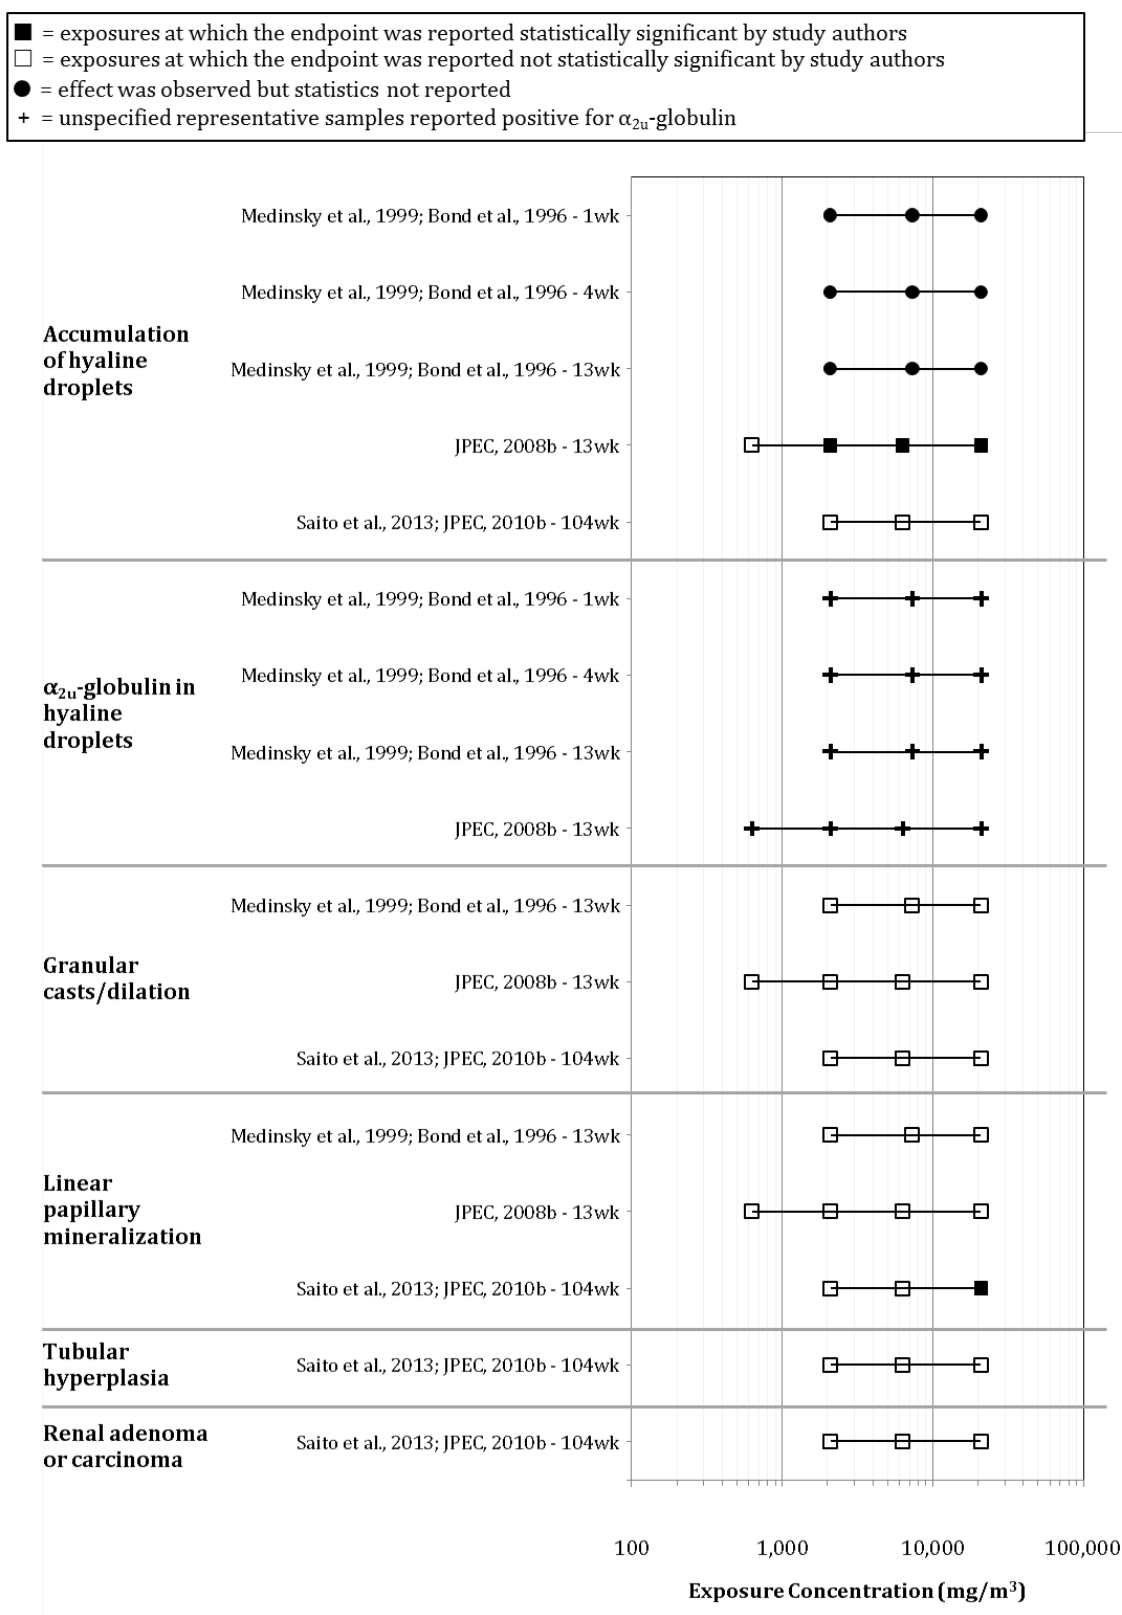 ■ = exposures at which the endpoint was reported statistically significant by study authors
□ = exposures at which the endpoint was reported not statistically significant by study authors
● = effect was observed but statistics not reported
+ = unspecified representative samples reported positive for α₂ᵤ-globulin
Accumulation
of hyaline
droplets
Medinsky et al., 1999; Bond et al., 1996 - 1wk
Medinsky et al., 1999; Bond et al., 1996 - 4wk
Medinsky et al., 1999; Bond et al., 1996 - 13wk
JPEC, 2008b - 13wk
Saito et al., 2013; JPEC, 2010b - 104wk
α₂ᵤ-globulin in
hyaline
droplets
Medinsky et al., 1999; Bond et al., 1996 - 1wk
Medinsky et al., 1999; Bond et al., 1996 - 4wk
Medinsky et al., 1999; Bond et al., 1996 - 13wk
JPEC, 2008b - 13wk
Granular
casts/dilation
Medinsky et al., 1999; Bond et al., 1996 - 13wk
JPEC, 2008b - 13wk
Saito et al., 2013; JPEC, 2010b - 104wk
Linear
papillary
mineralization
Medinsky et al., 1999; Bond et al., 1996 - 13wk
JPEC, 2008b - 13wk
Saito et al., 2013; JPEC, 2010b - 104wk
Tubular
hyperplasia
Saito et al., 2013; JPEC, 2010b - 104wk
Renal adenoma
or carcinoma
Saito et al., 2013; JPEC, 2010b - 104wk
100 1,000 10,000 100,000
Exposure Concentration (mg/m³)